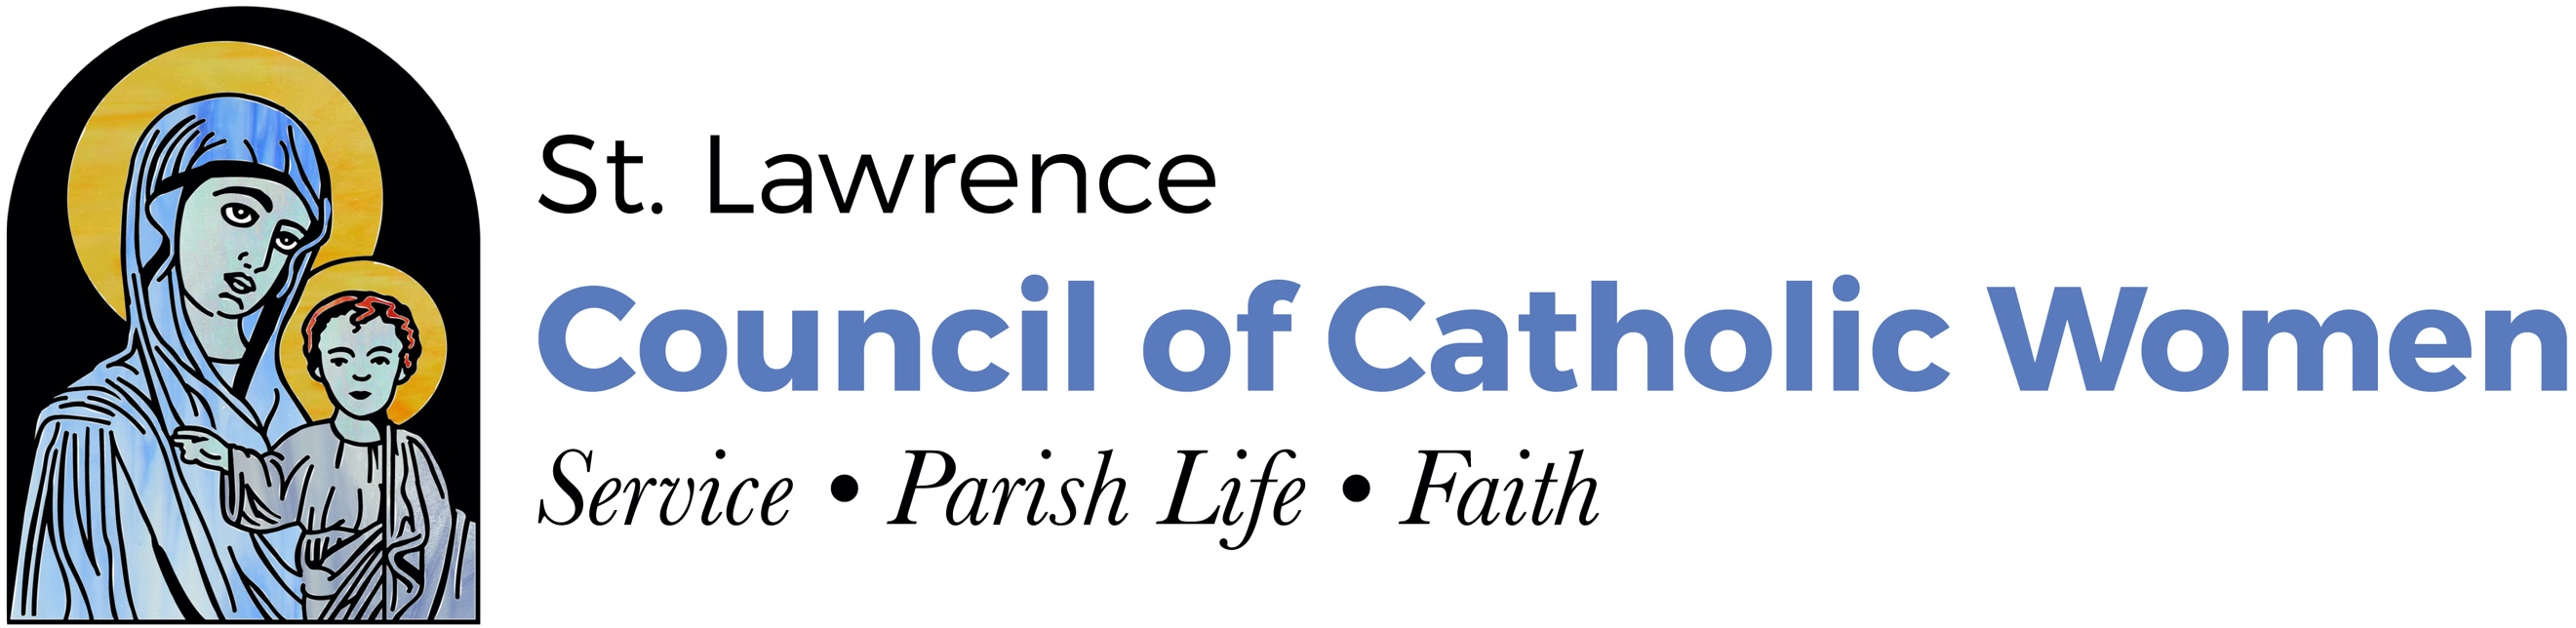 St. Lawrence
Council of Catholic Women
Service • Parish Life • Faith